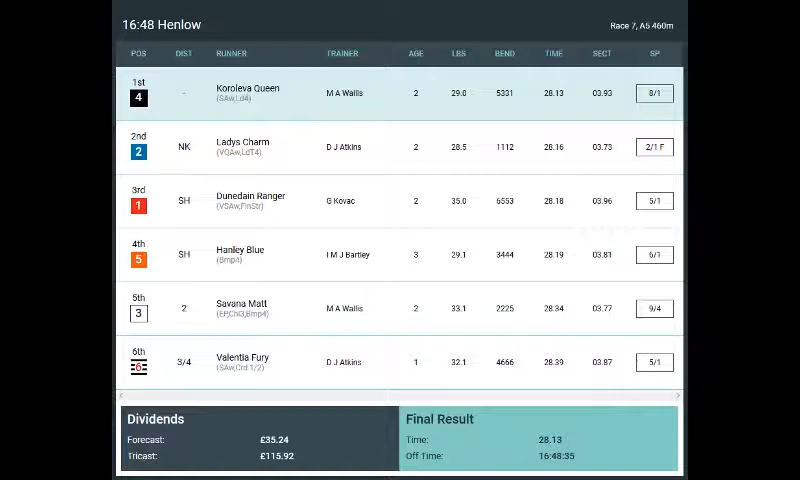 16:48 Henlow
Race 7, A5 460m
POS DIST RUNNER TRAINER AGE LBS BEND TIME SECT SP
1st
4 - Koroleva Queen M A Wallis 2 29.0 5331 28.13 03.93 8/1
(SAw,Ld4)
2nd
2 NK Ladys Charm D J Atkins 2 28.5 1112 28.16 03.73 2/1 F
(VQAw,LdT4)
3rd
1 SH Dunedain Ranger G Kovac 2 35.0 6553 28.18 03.96 5/1
(VSAw,FinStr)
4th
5 SH Hanley Blue I M J Bartley 3 29.1 3444 28.19 03.81 6/1
(Bmp4)
5th
3 2 Savana Matt M A Wallis 2 33.1 2225 28.34 03.77 9/4
(EP,Chl3,Bmp4)
6th
6 3/4 Valentia Fury D J Atkins 1 32.1 4666 28.39 03.87 5/1
(SAw,Crd 1/2)
Dividends
Forecast: £35.24
Tricast: £115.92
Final Result
Time: 28.13
Off Time: 16:48:35